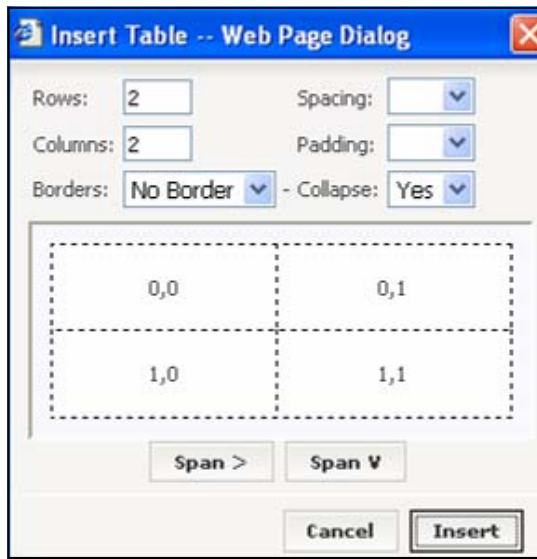 Insert Table -- Web Page Dialog
Rows: 2 Spacing:
Columns: 2 Padding:
Borders: No Border - Collapse: Yes
0,0 0,1
1,0 1,1
Span > Span V
Cancel Insert